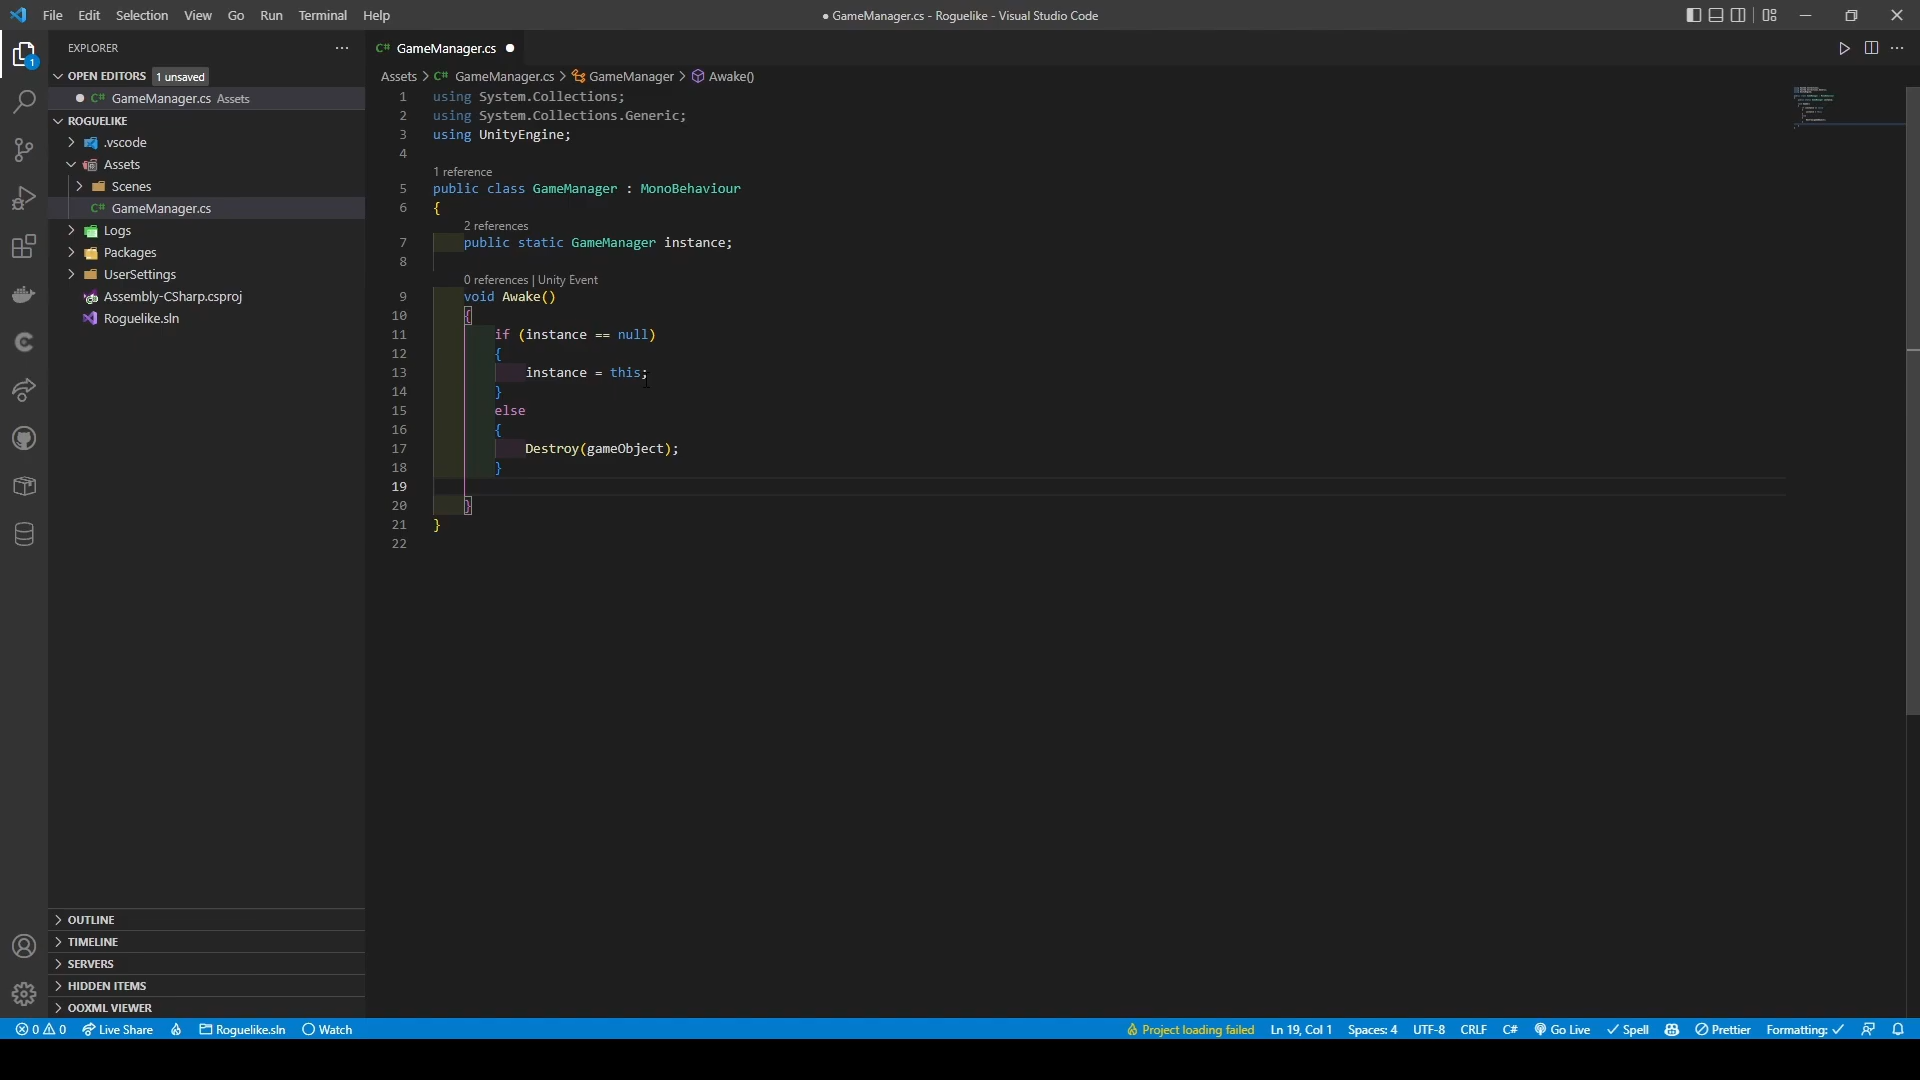 File Edit Selection View Go Run Terminal Help
● GameManager.cs - Roguelike - Visual Studio Code
EXPLORER
OPEN EDITORS 1 unsaved
C# GameManager.cs Assets
ROGUELIKE
.vscode
Assets
Scenes
C# GameManager.cs
Logs
Packages
UserSettings
Assembly-CSharp.csproj
Roguelike.sln
OUTLINE
TIMELINE
SERVERS
HIDDEN ITEMS
OOXML VIEWER
C# GameManager.cs
Assets > C# GameManager.cs > GameManager > Awake()
1 using System.Collections;
2 using System.Collections.Generic;
3 using UnityEngine;
4
1 reference
5 public class GameManager : MonoBehaviour
6 {
2 references
7 public static GameManager instance;
8
0 references | Unity Event
9 void Awake()
10 {
11 if (instance == null)
12 {
13 instance = this;
14 }
15 else
16 {
17 Destroy(gameObject);
18 }
19
20 }
21 }
22
0 0 Live Share Roguelike.sln Watch
Project loading failed Ln 19, Col 1 Spaces: 4 UTF-8 CRLF C# Go Live Spell Prettier Formatting: ✓